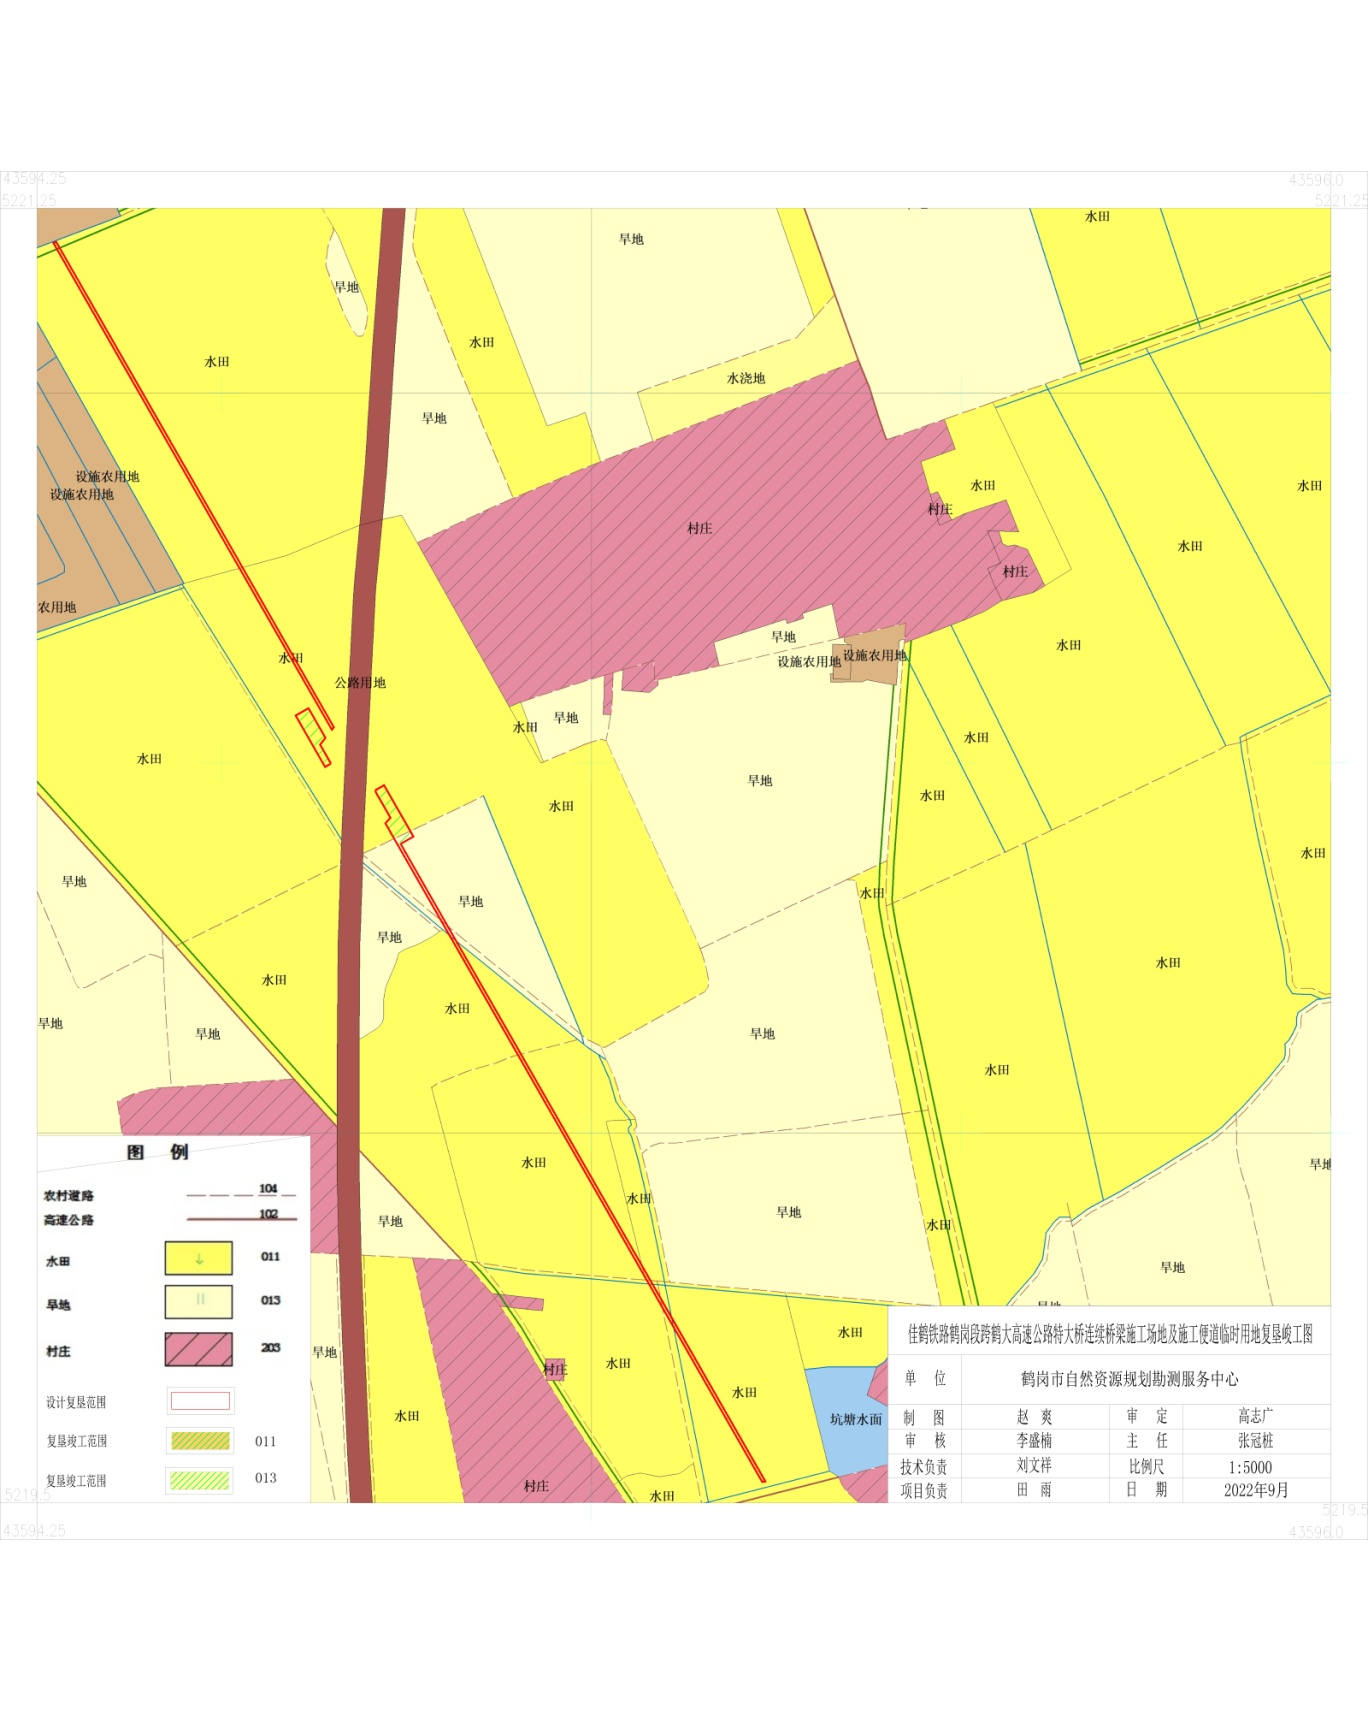 43594.25
43596.0
5221.25
5221.25
水田
旱地
旱地
水田
水田
水浇地
旱地
设施农用地
设施农用地
水田
水田
村庄
村庄
水田
村庄
农用地
旱地
水田
水田
设施农用地
设施农用地
公路用地
旱地
水田
水田
水田
旱地
水田
水田
水田
旱地
水田
旱地
旱地
水田
水田
水田
旱地
旱地
旱地
水田
水田
水田
旱地
水田
旱地
旱地
水田
旱地
旱地
水田
旱地
水田
村庄
水田
水田
坑塘水面
村庄
水田
图 例
农村道路 104
高速公路 102
水田 011
旱地 013
村庄 203
设计复垦范围
复垦竣工范围 011
复垦竣工范围 013
佳鹤铁路鹤岗段跨鹤大高速公路特大桥连续桥梁施工场地及施工便道临时用地复垦竣工图
单 位 鹤岗市自然资源规划勘测服务中心
制 图 赵 爽 审 定 高志广
审 核 李盛楠 主 任 张冠桩
技术负责 刘文祥 比例尺 1:5000
项目负责 田 雨 日 期 2022年9月
5219.5
5219.5
43594.25
43596.0